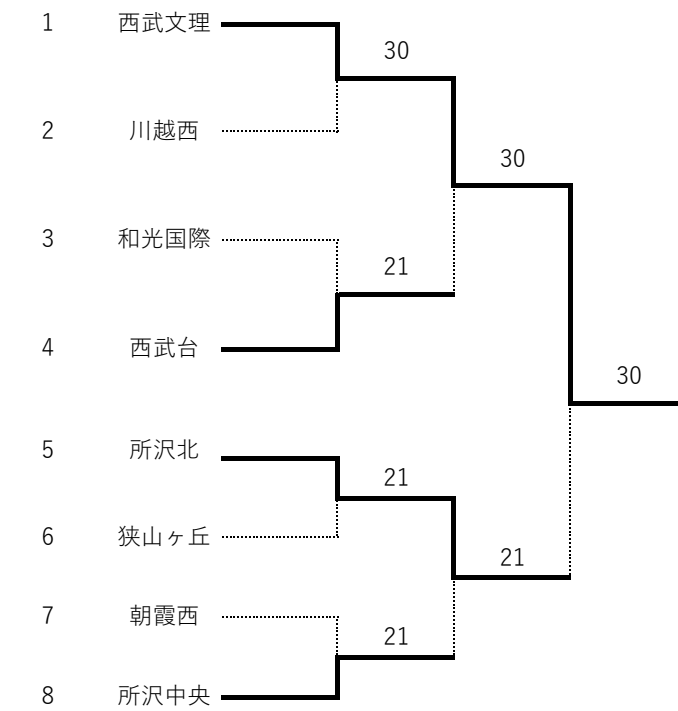 1 西武文理
30
2 川越西
30
3 和光国際
21
4 西武台
30
5 所沢北
21
6 狭山ヶ丘
21
7 朝霞西
21
8 所沢中央